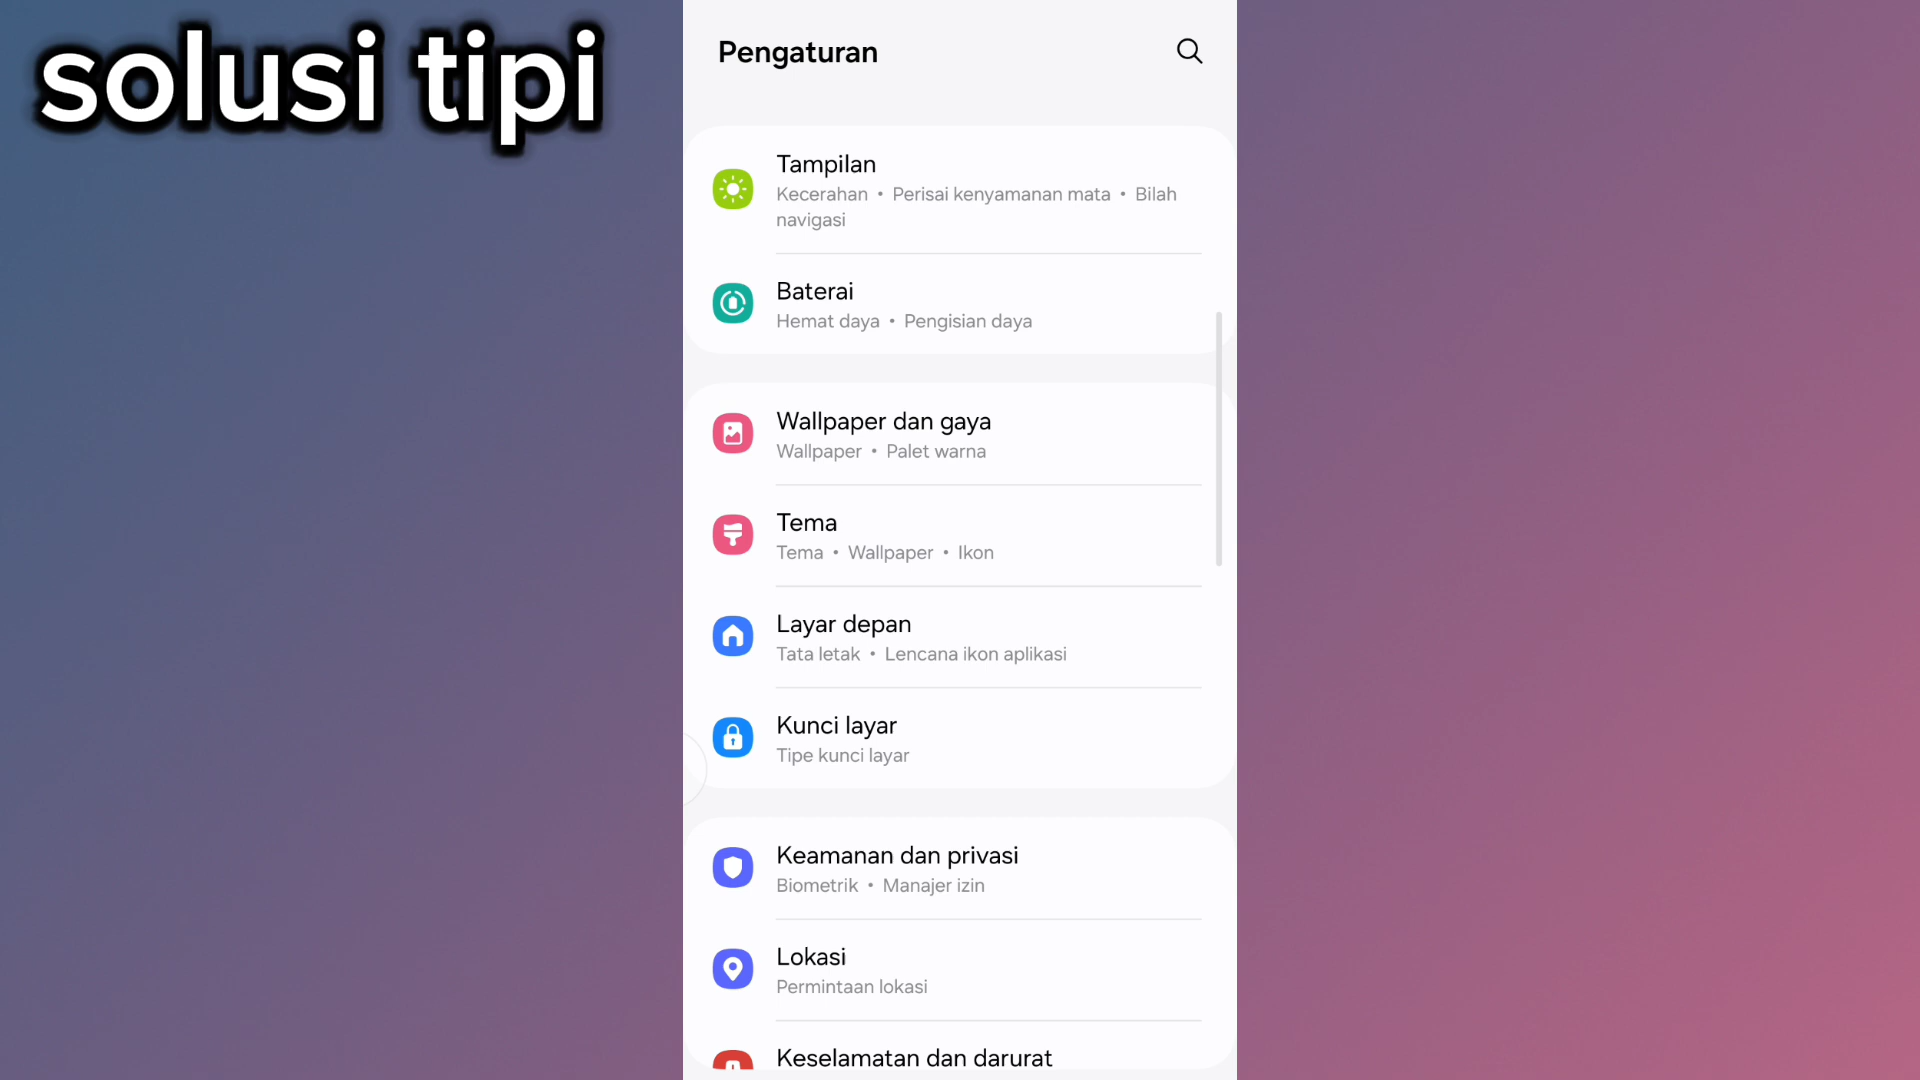 solusi tipi
Pengaturan
Tampilan
Kecerahan • Perisai kenyamanan mata • Bilah
navigasi
Baterai
Hemat daya • Pengisian daya
Wallpaper dan gaya
Wallpaper • Palet warna
Tema
Tema • Wallpaper • Ikon
Layar depan
Tata letak • Lencana ikon aplikasi
Kunci layar
Tipe kunci layar
Keamanan dan privasi
Biometrik • Manajer izin
Lokasi
Permintaan lokasi
Keselamatan dan darurat